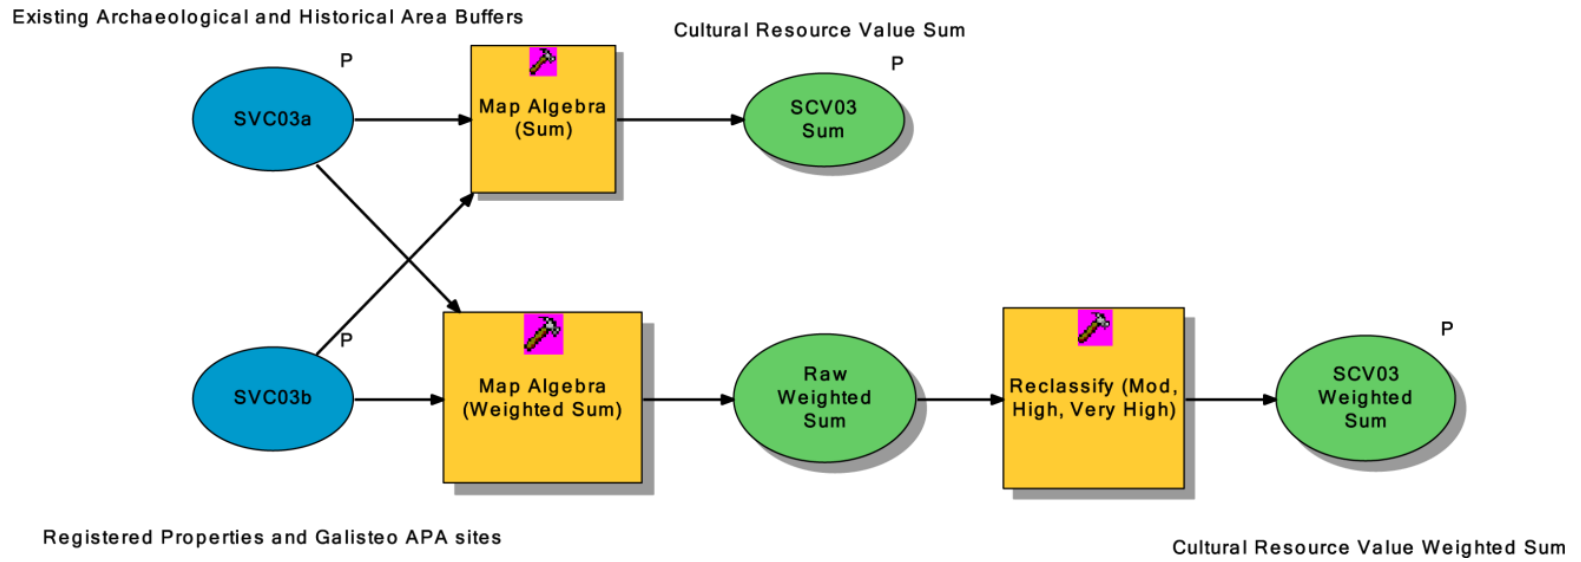 Existing Archaeological and Historical Area Buffers
Cultural Resource Value Sum
P
P
SVC03a
Map Algebra
(Sum)
SCV03
Sum
P
P
SVC03b
Map Algebra
(Weighted Sum)
Raw
Weighted
Sum
Reclassify (Mod,
High, Very High)
SCV03
Weighted
Sum
Registered Properties and Galisteo APA sites
Cultural Resource Value Weighted Sum